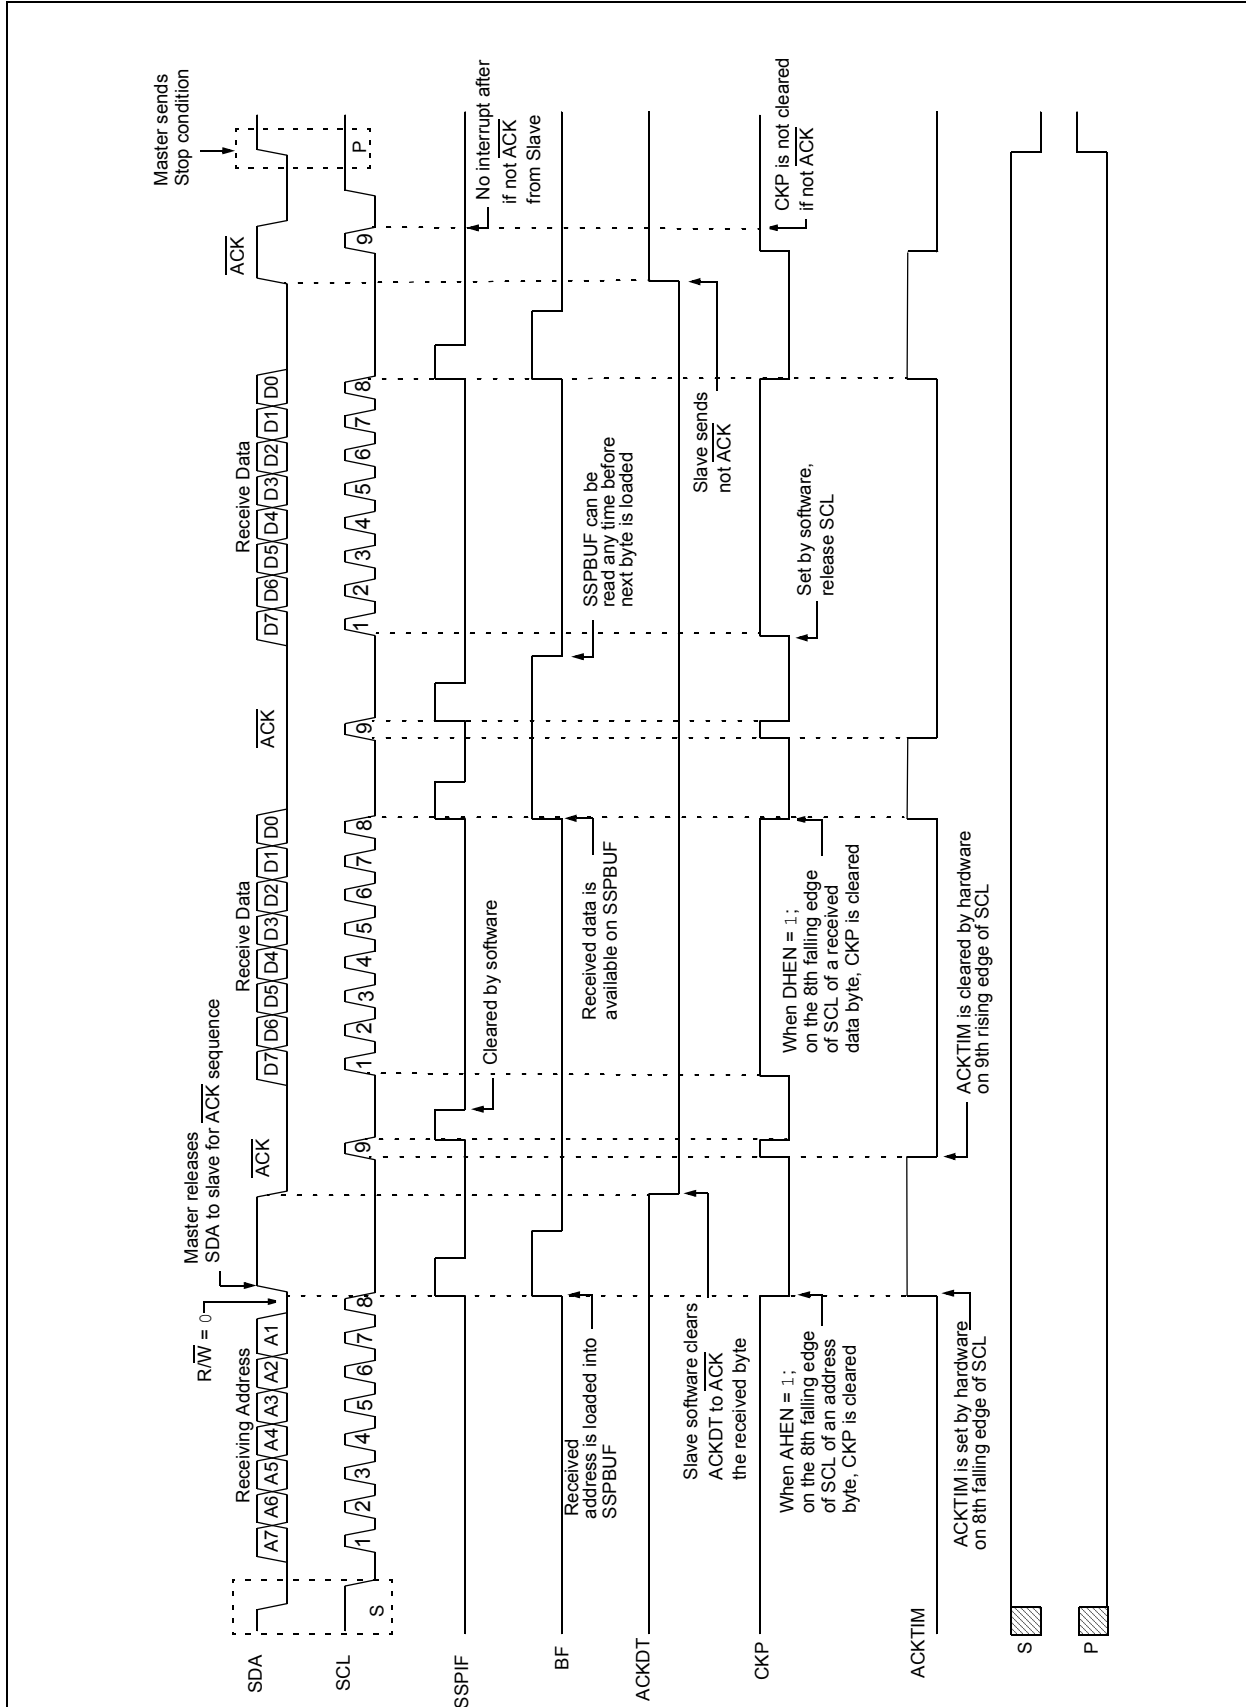 Master releases
SDA to slave for ACK sequence
Master sends
Stop condition
R/W = 0
Receiving Address
Receive Data
Receive Data
ACK
ACK
ACK
SDA
A7 A6 A5 A4 A3 A2 A1
D7 D6 D5 D4 D3 D2 D1 D0
D7 D6 D5 D4 D3 D2 D1 D0
SCL
S
1 2 3 4 5 6 7 8
9
1 2 3 4 5 6 7 8
9
1 2 3 4 5 6 7 8
9
P
SSPIF
Cleared by software
No interrupt after
if not ACK
from Slave
BF
Received
address is loaded into
SSPBUF
Received data is
available on SSPBUF
SSPBUF can be
read any time before
next byte is loaded
ACKDT
Slave software clears
ACKDT to ACK
the received byte
Slave sends
not ACK
CKP
When AHEN = 1;
on the 8th falling edge
of SCL of an address
byte, CKP is cleared
When DHEN = 1;
on the 8th falling edge
of SCL of a received
data byte, CKP is cleared
Set by software,
release SCL
CKP is not cleared
if not ACK
ACKTIM
ACKTIM is set by hardware
on 8th falling edge of SCL
ACKTIM is cleared by hardware
on 9th rising edge of SCL
S
P